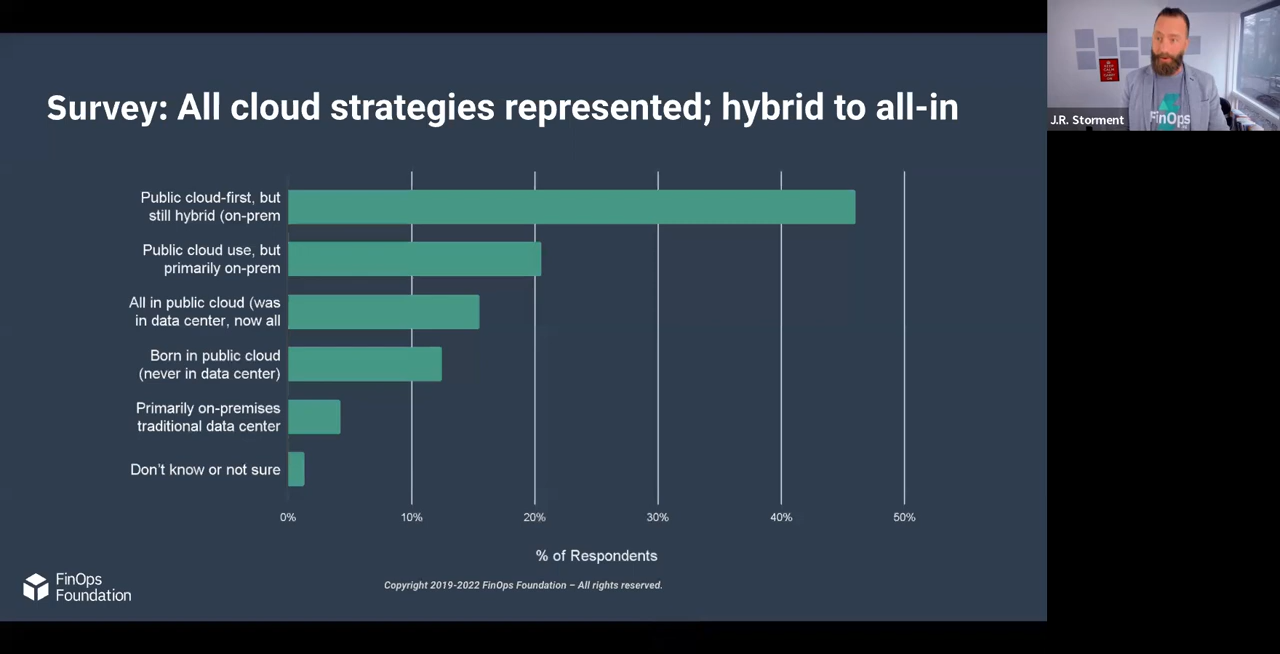 Survey: All cloud strategies represented; hybrid to all-in
J.R. Storment
FinOps
Public cloud-first, but
still hybrid (on-prem
Public cloud use, but
primarily on-prem
All in public cloud (was
in data center, now all
Born in public cloud
(never in data center)
Primarily on-premises
traditional data center
Don't know or not sure
0%
10%
20%
30%
40%
50%
% of Respondents
Copyright 2019-2022 FinOps Foundation – All rights reserved.
FinOps
Foundation